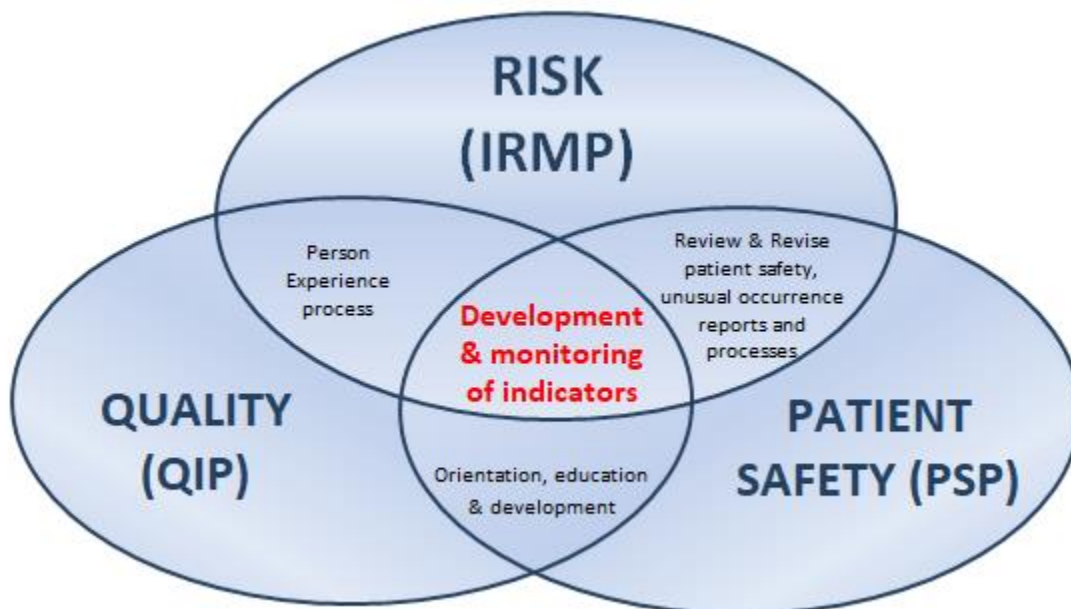 RISK
(IRMP)
Person
Experience
process
Review & Revise
patient safety,
unusual occurrence
reports and
processes
Development
& monitoring
of indicators
QUALITY
(QIP)
PATIENT
SAFETY (PSP)
Orientation, education
& development